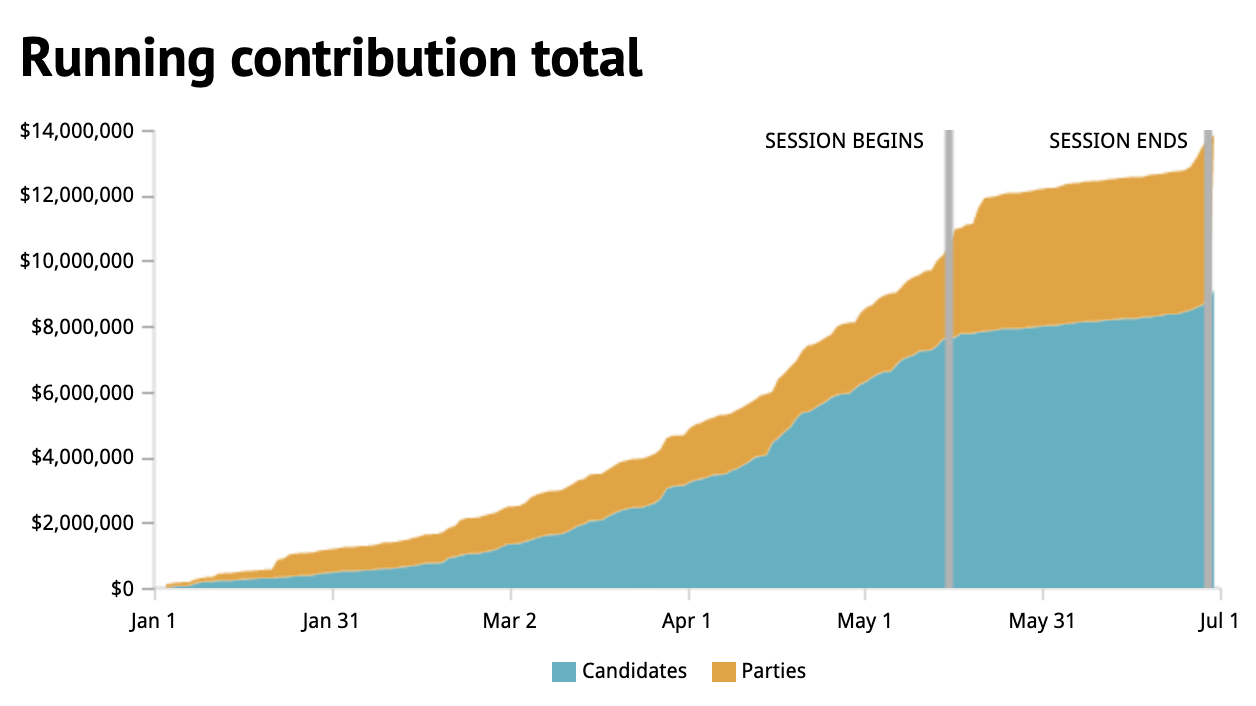 Running contribution total
$14,000,000
SESSION BEGINS
SESSION ENDS
$12,000,000
$10,000,000
$8,000,000
$6,000,000
$4,000,000
$2,000,000
$0
Jan 1
Jan 31
Mar 2
Apr 1
May 1
May 31
Jul 1
Candidates
Parties